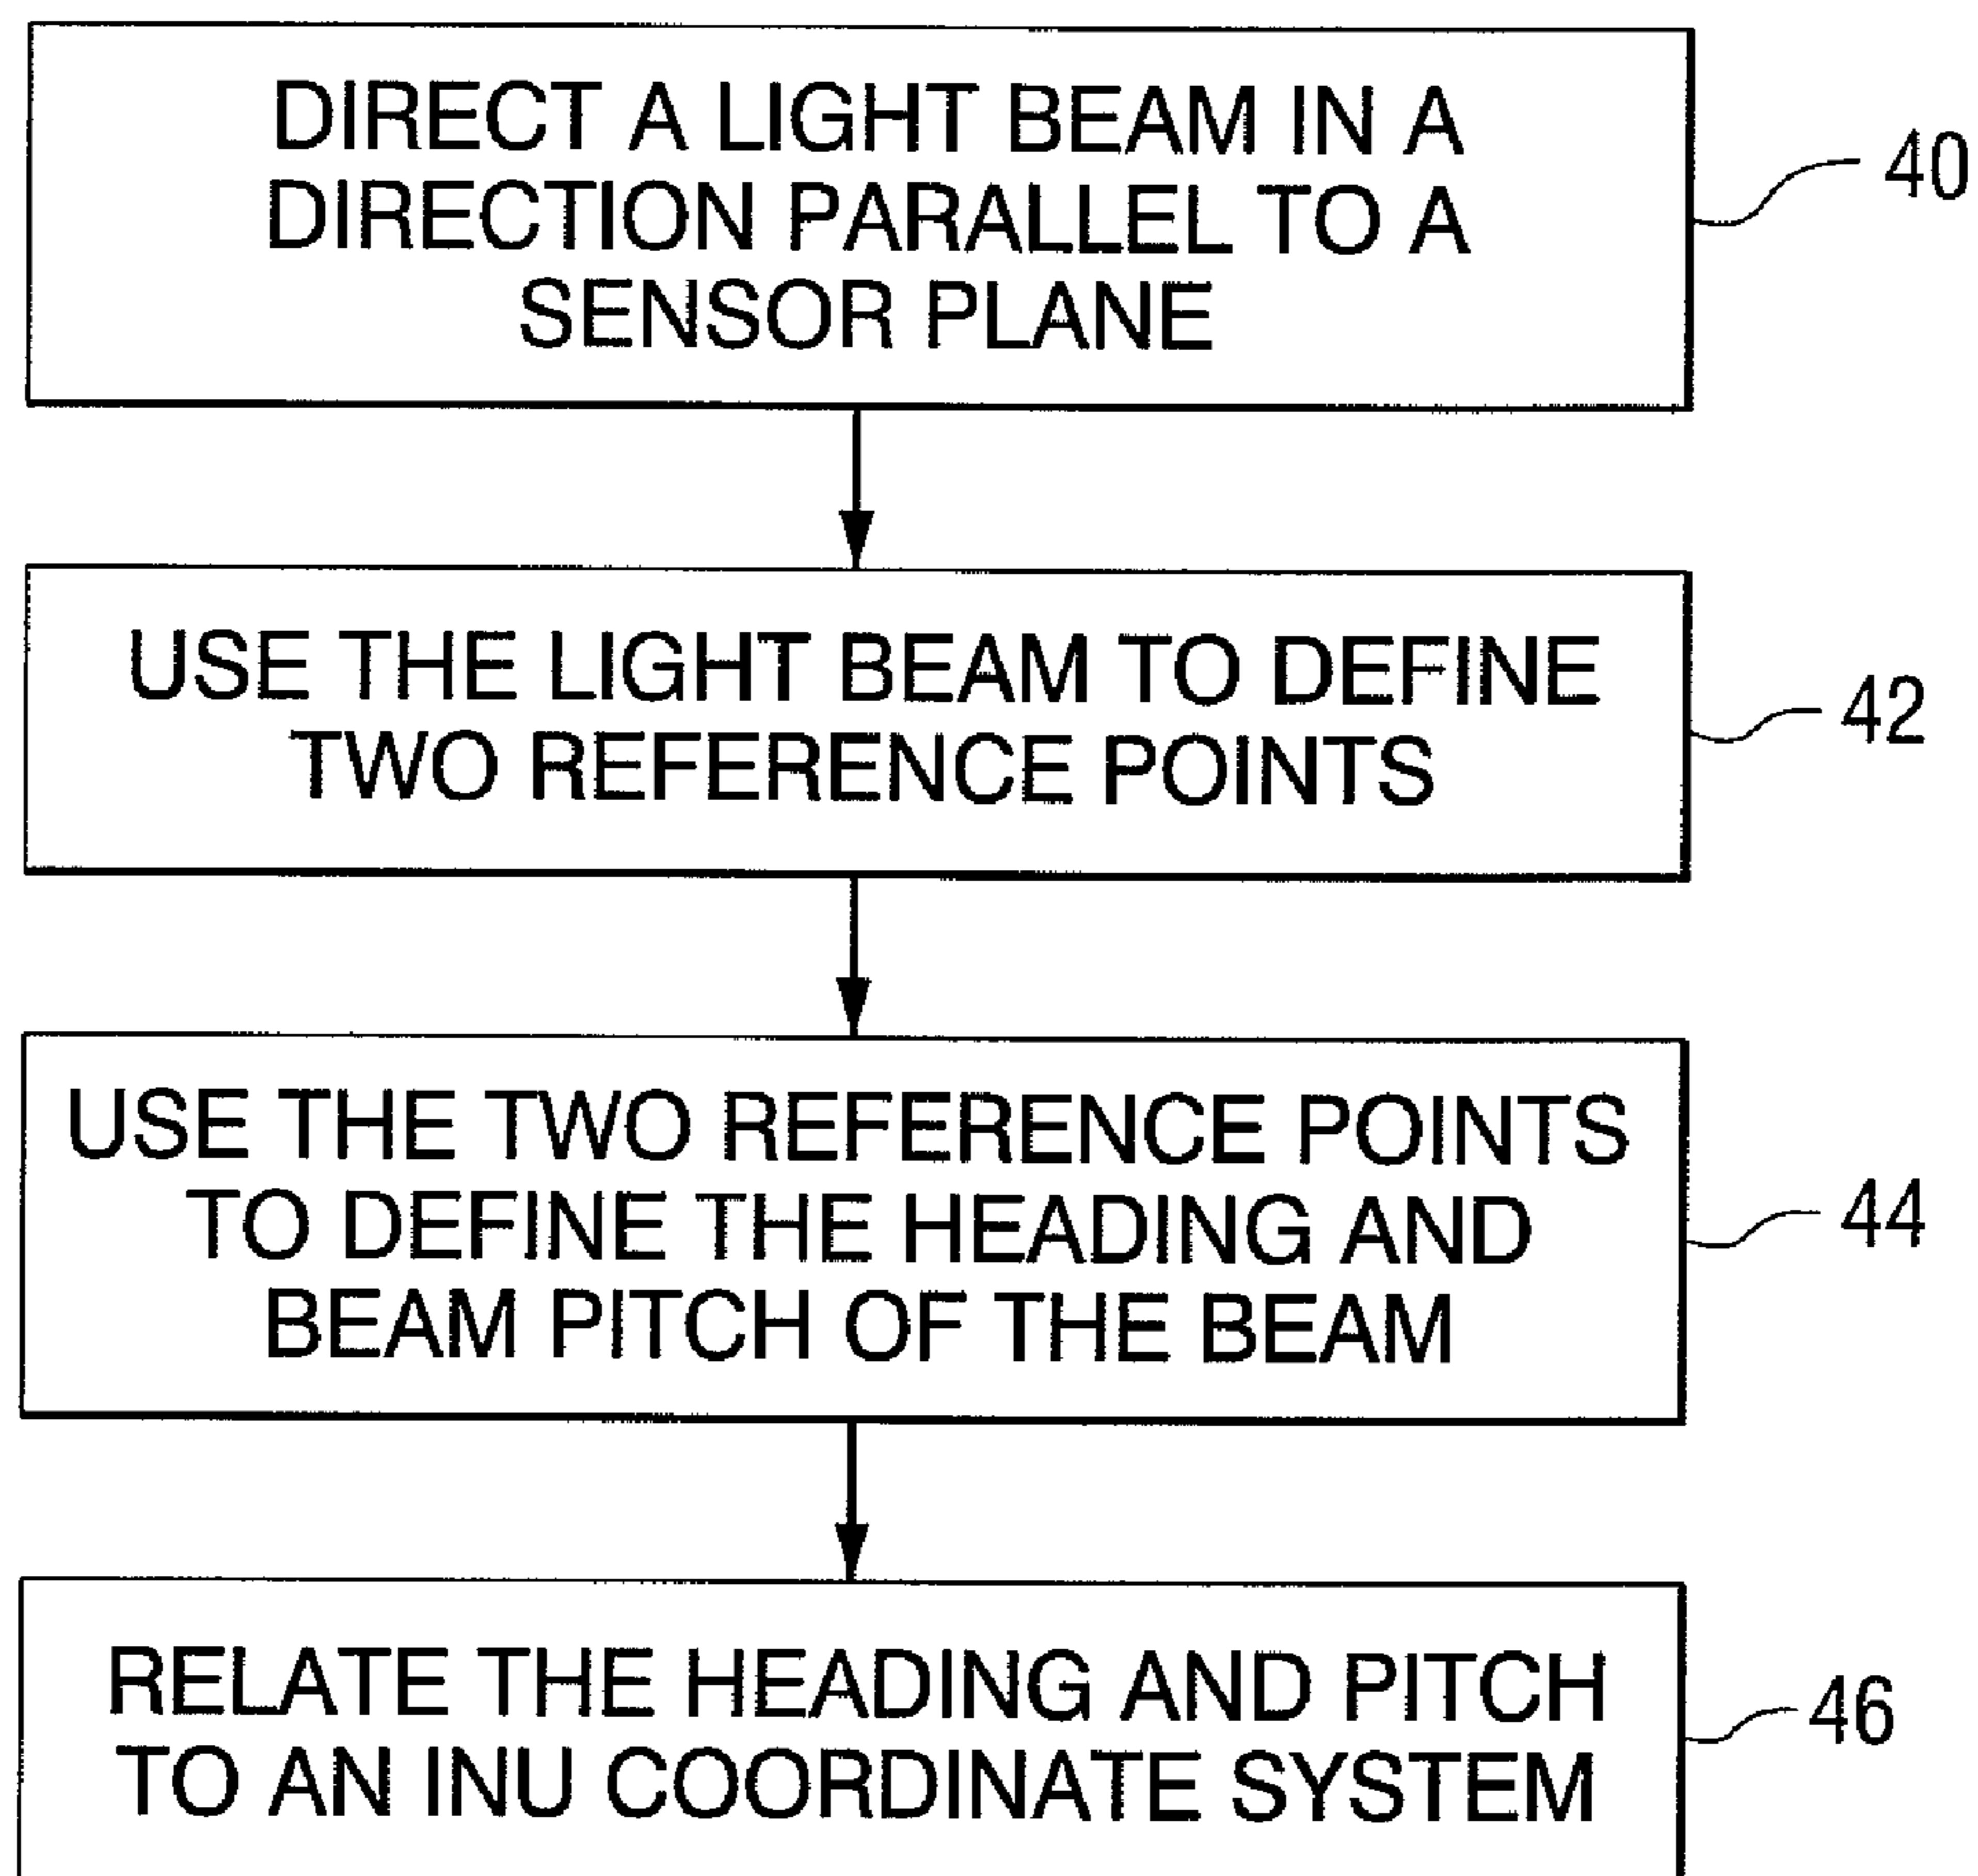 DIRECT A LIGHT BEAM IN A
DIRECTION PARALLEL TO A
SENSOR PLANE
40
USE THE LIGHT BEAM TO DEFINE
TWO REFERENCE POINTS
42
USE THE TWO REFERENCE POINTS
TO DEFINE THE HEADING AND
BEAM PITCH OF THE BEAM
44
RELATE THE HEADING AND PITCH
TO AN INU COORDINATE SYSTEM
46